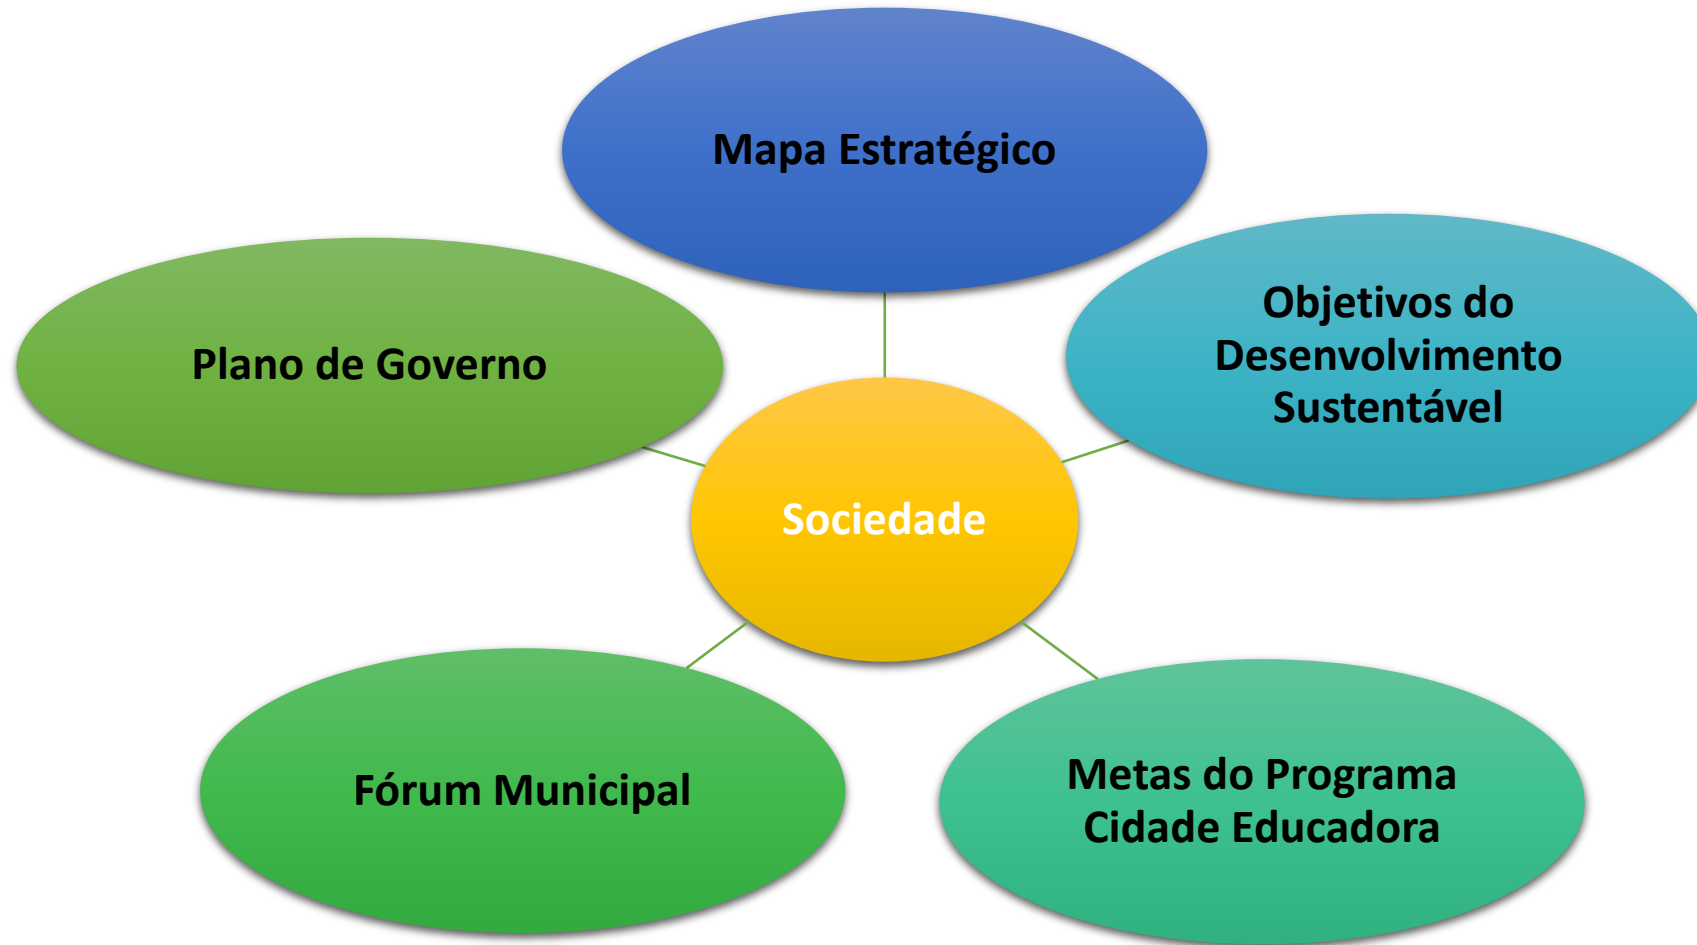 Mapa Estratégico
Objetivos do
Desenvolvimento
Sustentável
Plano de Governo
Sociedade
Metas do Programa
Cidade Educadora
Fórum Municipal